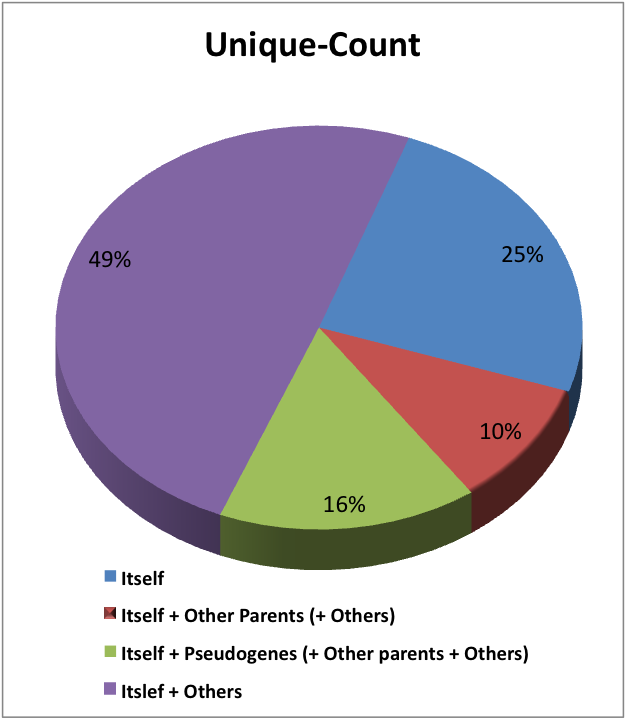 Unique-Count
49%
25%
10%
16%
Itself
Itself + Other Parents (+ Others)
Itself + Pseudogenes (+ Other parents + Others)
Itslef + Others